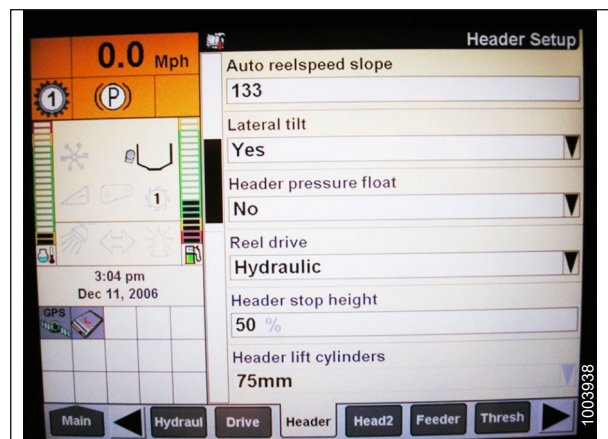 0.0 Mph
1
(P)
1
3:04 pm
Dec 11, 2006
GPS
Header Setup
Auto reelspeed slope
133
Lateral tilt
Yes
Header pressure float
No
Reel drive
Hydraulic
Header stop height
50 %
Header lift cylinders
75mm
Main
Hydraul
Drive
Header
Head2
Feeder
Thresh
1003938